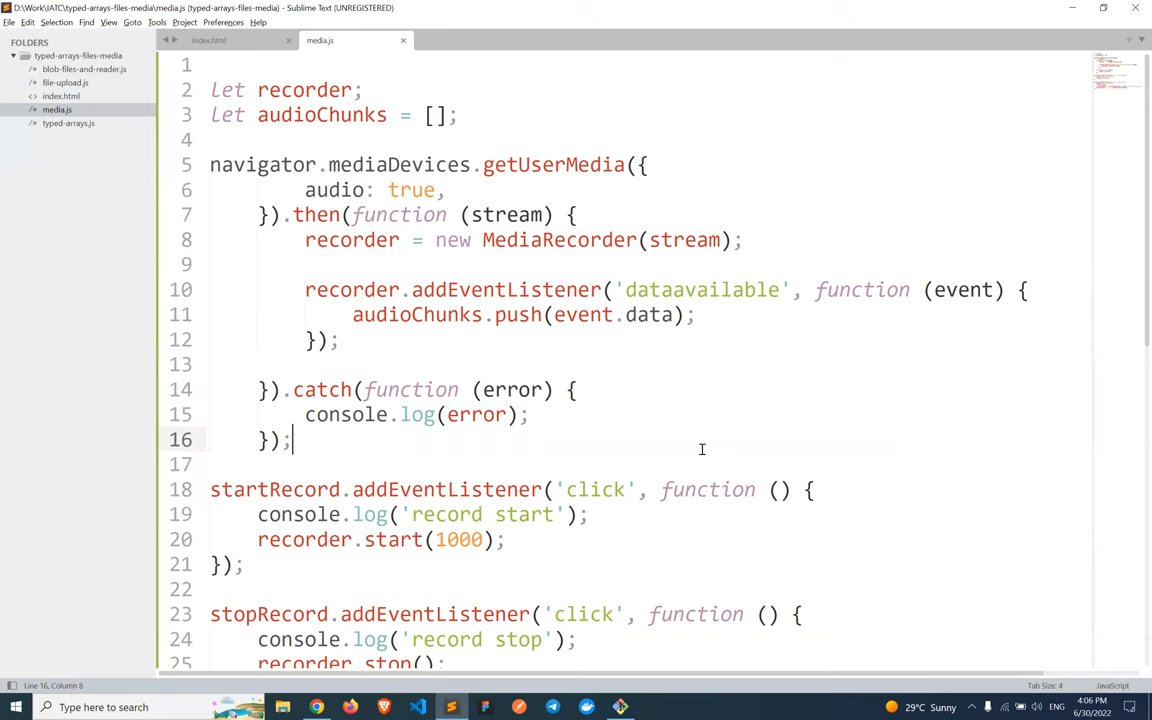 D:\Work\IATC\typed-arrays-files-media\media.js (typed-arrays-files-media) - Sublime Text (UNREGISTERED)
File Edit Selection Find View Goto Tools Project Preferences Help
FOLDERS
typed-arrays-files-media
/* blob-files-and-reader.js
/* file-upload.js
<> index.html
/* media.js
/* typed-arrays.js
index.html media.js
1
2 let recorder;
3 let audioChunks = [];
4
5 navigator.mediaDevices.getUserMedia({
6 audio: true,
7 }).then(function (stream) {
8 recorder = new MediaRecorder(stream);
9
10 recorder.addEventListener('dataavailable', function (event) {
11 audioChunks.push(event.data);
12 });
13
14 }).catch(function (error) {
15 console.log(error);
16 });
17
18 startRecord.addEventListener('click', function () {
19 console.log('record start');
20 recorder.start(1000);
21 });
22
23 stopRecord.addEventListener('click', function () {
24 console.log('record stop');
25 recorder.stop();
Line 16, Column 8 Tab Size: 4 JavaScript
Type here to search
29°C Sunny
4:06 PM
6/30/2022